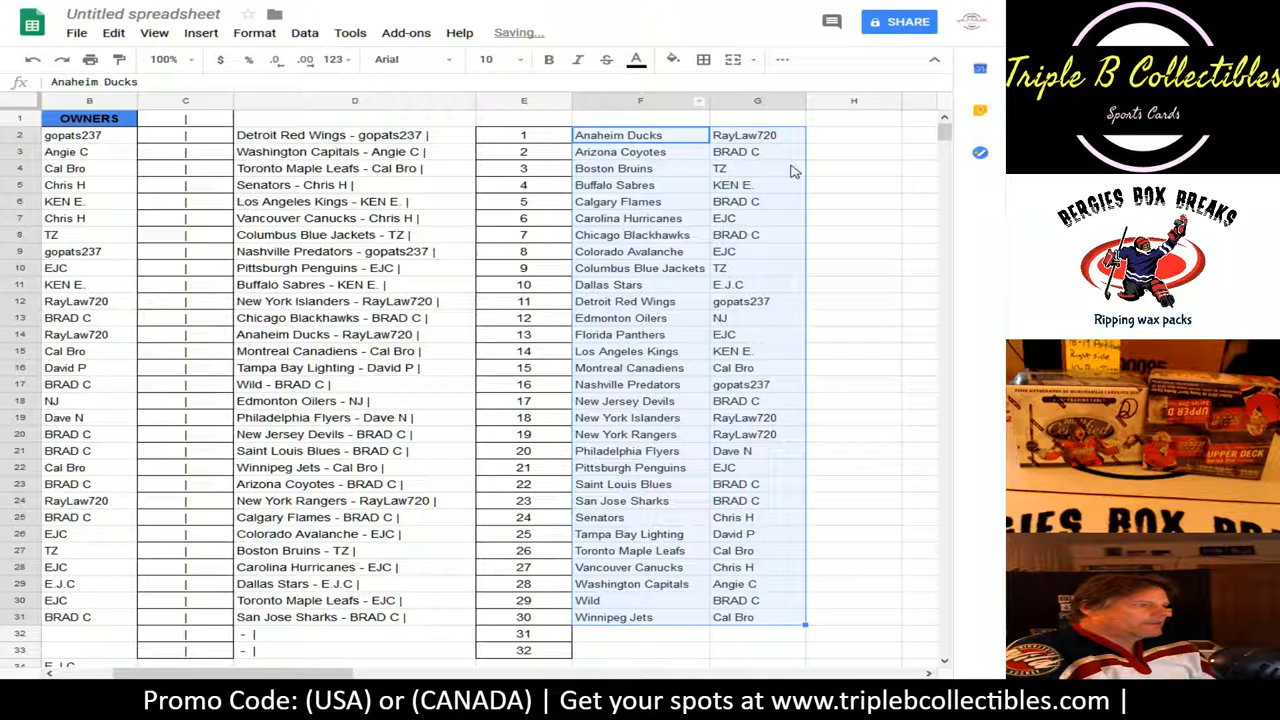 Untitled spreadsheet
File Edit View Insert Format Data Tools Add-ons Help Saving...
SHARE
100% $ % .0 .00 123 Arial 10 B I S A
fx Anaheim Ducks
B C D E F G H
1 OWNERS |
2 gopats237 | Detroit Red Wings - gopats237 | 1 Anaheim Ducks RayLaw720
3 Angie C | Washington Capitals - Angie C | 2 Arizona Coyotes BRAD C
4 Cal Bro | Toronto Maple Leafs - Cal Bro | 3 Boston Bruins TZ
5 Chris H | Senators - Chris H | 4 Buffalo Sabres KEN E.
6 KEN E. | Los Angeles Kings - KEN E. | 5 Calgary Flames BRAD C
7 Chris H | Vancouver Canucks - Chris H | 6 Carolina Hurricanes EJC
8 TZ | Columbus Blue Jackets - TZ | 7 Chicago Blackhawks BRAD C
9 gopats237 | Nashville Predators - gopats237 | 8 Colorado Avalanche EJC
10 EJC | Pittsburgh Penguins - EJC | 9 Columbus Blue Jackets TZ
11 KEN E. | Buffalo Sabres - KEN E. | 10 Dallas Stars E.J.C
12 RayLaw720 | New York Islanders - RayLaw720 | 11 Detroit Red Wings gopats237
13 BRAD C | Chicago Blackhawks - BRAD C | 12 Edmonton Oilers NJ
14 RayLaw720 | Anaheim Ducks - RayLaw720 | 13 Florida Panthers EJC
15 Cal Bro | Montreal Canadiens - Cal Bro | 14 Los Angeles Kings KEN E.
16 David P | Tampa Bay Lighting - David P | 15 Montreal Canadiens Cal Bro
17 BRAD C | Wild - BRAD C | 16 Nashville Predators gopats237
18 NJ | Edmonton Oilers - NJ | 17 New Jersey Devils BRAD C
19 Dave N | Philadelphia Flyers - Dave N | 18 New York Islanders RayLaw720
20 BRAD C | New Jersey Devils - BRAD C | 19 New York Rangers RayLaw720
21 BRAD C | Saint Louis Blues - BRAD C | 20 Philadelphia Flyers Dave N
22 Cal Bro | Winnipeg Jets - Cal Bro | 21 Pittsburgh Penguins EJC
23 BRAD C | Arizona Coyotes - BRAD C | 22 Saint Louis Blues BRAD C
24 RayLaw720 | New York Rangers - RayLaw720 | 23 San Jose Sharks BRAD C
25 BRAD C | Calgary Flames - BRAD C | 24 Senators Chris H
26 EJC | Colorado Avalanche - EJC | 25 Tampa Bay Lighting David P
27 TZ | Boston Bruins - TZ | 26 Toronto Maple Leafs Cal Bro
28 EJC | Carolina Hurricanes - EJC | 27 Vancouver Canucks Chris H
29 E.J.C | Dallas Stars - E.J.C | 28 Washington Capitals Angie C
30 EJC | Toronto Maple Leafs - EJC | 29 Wild BRAD C
31 BRAD C | San Jose Sharks - BRAD C | 30 Winnipeg Jets Cal Bro
32 | - | 31
33 | - | 32
Triple B Collectibles
Sports Cards
BERGIES BOX BREAKS
Ripping wax packs
Right side
UPPER D
UPPER DECK
GIES BOX BREAK
Promo Code: (USA) or (CANADA) | Get your spots at www.triplebcollectibles.com |